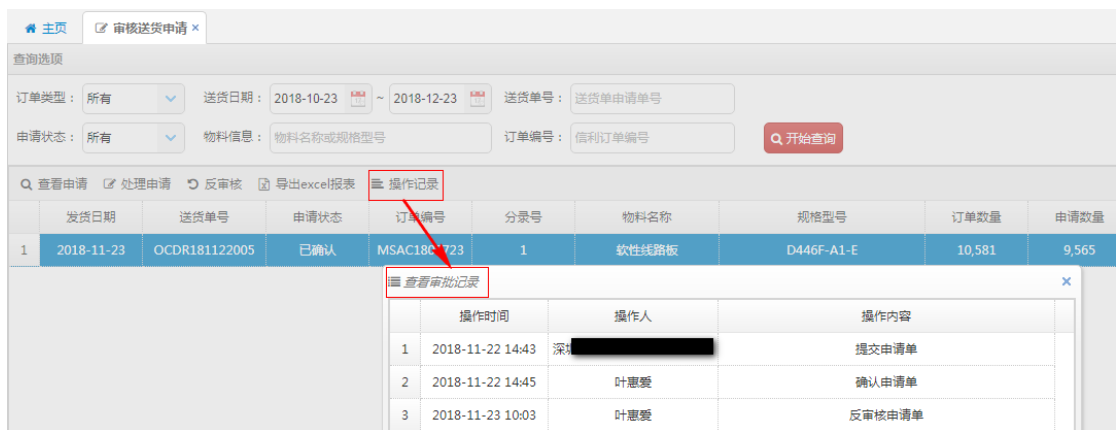 主页 审核送货申请 ×
查询选项
订单类型： 所有 送货日期： 2018-10-23 ~ 2018-12-23 送货单号： 送货单申请单号
申请状态： 所有 物料信息： 物料名称或规格型号 订单编号： 信利订单编号 开始查询
查看申请 处理申请 反审核 导出excel报表 操作记录
发货日期 送货单号 申请状态 订单编号 分录号 物料名称 规格型号 订单数量 申请数量
1 2018-11-23 OCDR181122005 已确认 1 软性线路板 D446F-A1-E 10,581 9,565
查看审批记录 ×
操作时间 操作人 操作内容
1 2018-11-22 14:43 深圳 提交申请单
2 2018-11-22 14:45 叶惠爱 确认申请单
3 2018-11-23 10:03 叶惠爱 反审核申请单